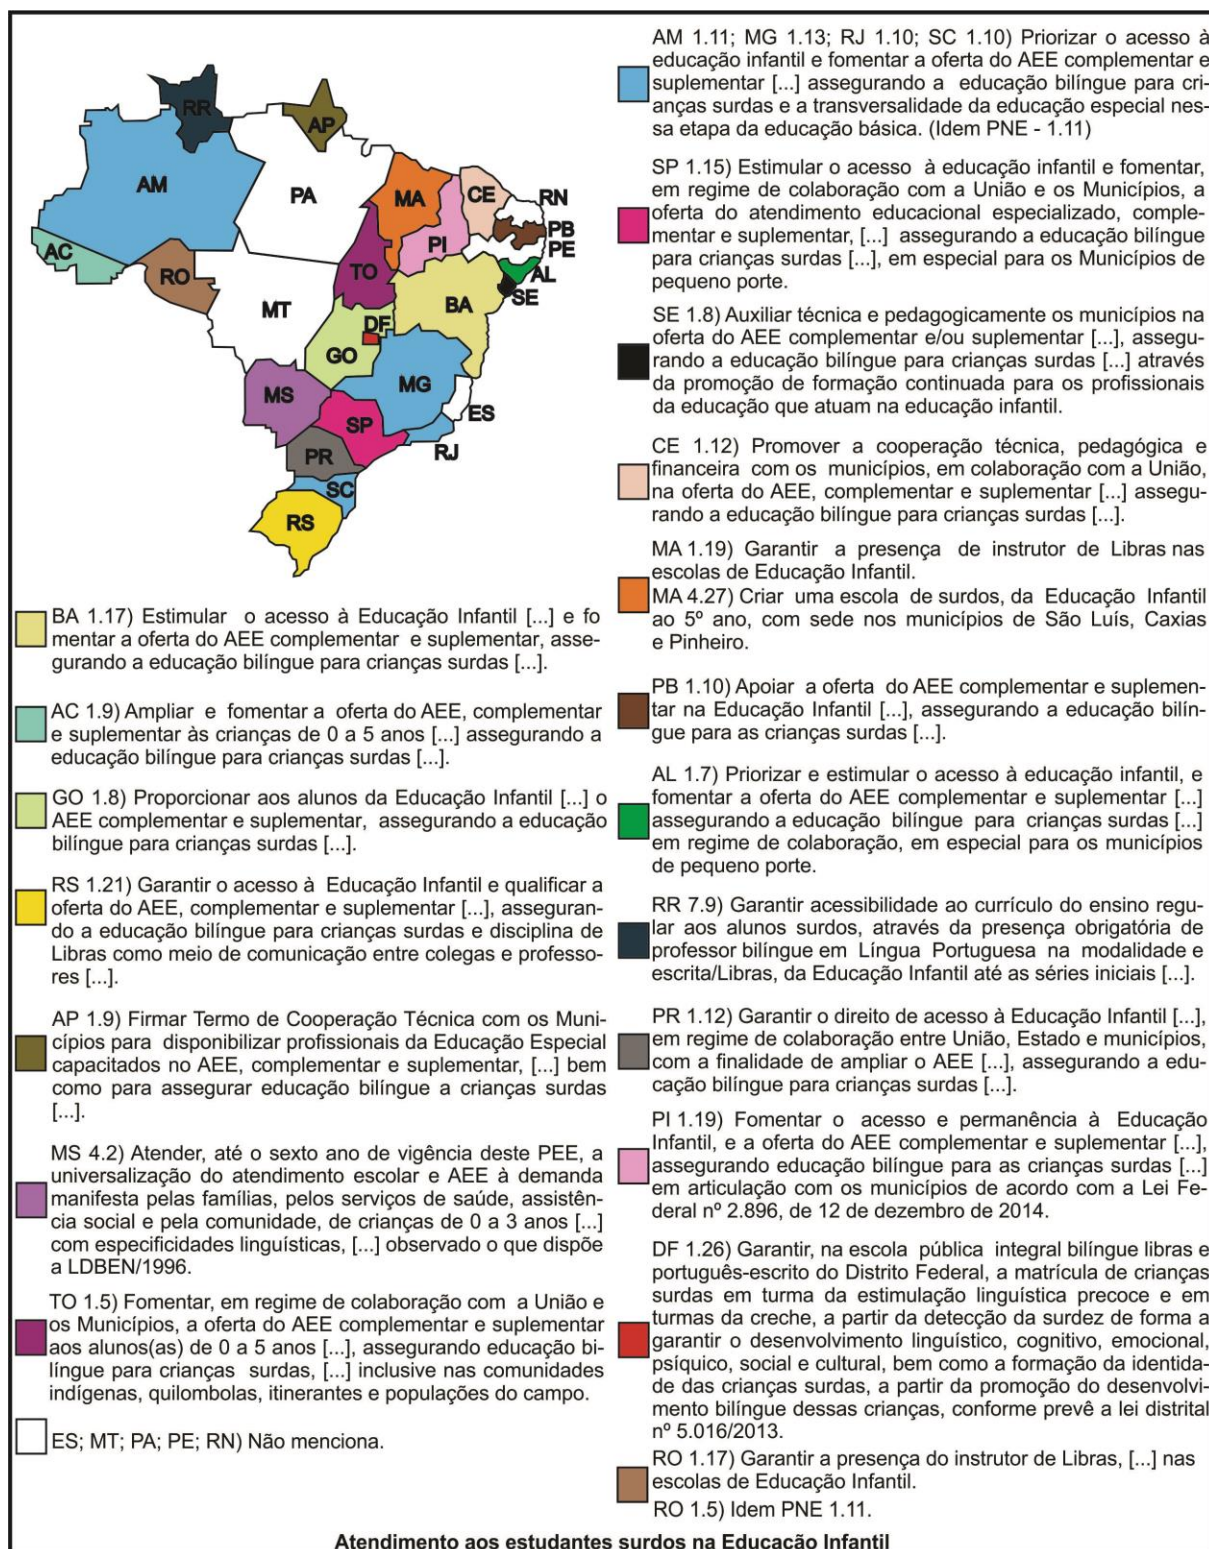 RR
AP
AM
PA
MA
CE
RN
PI
PB
PE
AC
RO
TO
AL
SE
MT
BA
DF
GO
MG
MS
ES
SP
RJ
PR
SC
RS
BA 1.17) Estimular o acesso à Educação Infantil [...] e fo
mentar a oferta do AEE complementar e suplementar, asse-
gurando a educação bilíngue para crianças surdas [...].
AC 1.9) Ampliar e fomentar a oferta do AEE, complementar
e suplementar às crianças de 0 a 5 anos [...] assegurando a
educação bilíngue para crianças surdas [...].
GO 1.8) Proporcionar aos alunos da Educação Infantil [...] o
AEE complementar e suplementar, assegurando a educação
bilíngue para crianças surdas [...].
RS 1.21) Garantir o acesso à Educação Infantil e qualificar a
oferta do AEE, complementar e suplementar [...], asseguran-
do a educação bilíngue para crianças surdas e disciplina de
Libras como meio de comunicação entre colegas e professo-
res [...].
AP 1.9) Firmar Termo de Cooperação Técnica com os Muni-
cípios para disponibilizar profissionais da Educação Especial
capacitados no AEE, complementar e suplementar, [...] bem
como para assegurar educação bilíngue a crianças surdas
[...].
MS 4.2) Atender, até o sexto ano de vigência deste PEE, a
universalização do atendimento escolar e AEE à demanda
manifesta pelas famílias, pelos serviços de saúde, assistên-
cia social e pela comunidade, de crianças de 0 a 3 anos [...]
com especificidades linguísticas, [...] observado o que dispõe
a LDBEN/1996.
TO 1.5) Fomentar, em regime de colaboração com a União e
os Municípios, a oferta do AEE complementar e suplementar
aos alunos(as) de 0 a 5 anos [...], assegurando educação bi-
língue para crianças surdas, [...] inclusive nas comunidades
indígenas, quilombolas, itinerantes e populações do campo.
ES; MT; PA; PE; RN) Não menciona.
AM 1.11; MG 1.13; RJ 1.10; SC 1.10) Priorizar o acesso à
educação infantil e fomentar a oferta do AEE complementar e
suplementar [...] assegurando a educação bilíngue para cri-
anças surdas e a transversalidade da educação especial nes-
sa etapa da educação básica. (Idem PNE - 1.11)
SP 1.15) Estimular o acesso à educação infantil e fomentar,
em regime de colaboração com a União e os Municípios, a
oferta do atendimento educacional especializado, comple-
mentar e suplementar, [...] assegurando a educação bilíngue
para crianças surdas [...], em especial para os Municípios de
pequeno porte.
SE 1.8) Auxiliar técnica e pedagogicamente os municípios na
oferta do AEE complementar e/ou suplementar [...], assegu-
rando a educação bilíngue para crianças surdas [...] através
da promoção de formação continuada para os profissionais
da educação que atuam na educação infantil.
CE 1.12) Promover a cooperação técnica, pedagógica e
financeira com os municípios, em colaboração com a União,
na oferta do AEE, complementar e suplementar [...] assegu-
rando a educação bilíngue para crianças surdas [...].
MA 1.19) Garantir a presença de instrutor de Libras nas
escolas de Educação Infantil.
MA 4.27) Criar uma escola de surdos, da Educação Infantil
ao 5º ano, com sede nos municípios de São Luís, Caxias
e Pinheiro.
PB 1.10) Apoiar a oferta do AEE complementar e suplemen-
tar na Educação Infantil [...], assegurando a educação bilín-
gue para as crianças surdas [...].
AL 1.7) Priorizar e estimular o acesso à educação infantil, e
fomentar a oferta do AEE complementar e suplementar [...]
assegurando a educação bilíngue para crianças surdas [...]
em regime de colaboração, em especial para os municípios
de pequeno porte.
RR 7.9) Garantir acessibilidade ao currículo do ensino regu-
lar aos alunos surdos, através da presença obrigatória de
professor bilíngue em Língua Portuguesa na modalidade e
escrita/Libras, da Educação Infantil até as séries iniciais [...].
PR 1.12) Garantir o direito de acesso à Educação Infantil [...],
em regime de colaboração entre União, Estado e municípios,
com a finalidade de ampliar o AEE [...], assegurando a edu-
cação bilíngue para crianças surdas [...].
PI 1.19) Fomentar o acesso e permanência à Educação
Infantil, e a oferta do AEE complementar e suplementar [...],
assegurando educação bilíngue para as crianças surdas [...]
em articulação com os municípios de acordo com a Lei Fe-
deral nº 2.896, de 12 de dezembro de 2014.
DF 1.26) Garantir, na escola pública integral bilíngue libras e
português-escrito do Distrito Federal, a matrícula de crianças
surdas em turma da estimulação linguística precoce e em
turmas da creche, a partir da detecção da surdez de forma a
garantir o desenvolvimento linguístico, cognitivo, emocional,
psíquico, social e cultural, bem como a formação da identida-
de das crianças surdas, a partir da promoção do desenvolvi-
mento bilíngue dessas crianças, conforme prevê a lei distrital
nº 5.016/2013.
RO 1.17) Garantir a presença do instrutor de Libras, [...] nas
escolas de Educação Infantil.
RO 1.5) Idem PNE 1.11.
Atendimento aos estudantes surdos na Educação Infantil